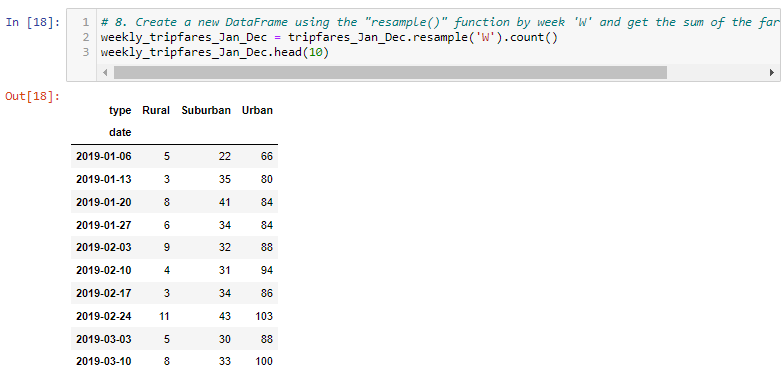 In [18]:
1 # 8. Create a new DataFrame using the "resample()" function by week 'W' and get the sum of the far
2 weekly_tripfares_Jan_Dec = tripfares_Jan_Dec.resample('W').count()
3 weekly_tripfares_Jan_Dec.head(10)
Out[18]:
type Rural Suburban Urban
date
2019-01-06 5 22 66
2019-01-13 3 35 80
2019-01-20 8 41 84
2019-01-27 6 34 84
2019-02-03 9 32 88
2019-02-10 4 31 94
2019-02-17 3 34 86
2019-02-24 11 43 103
2019-03-03 5 30 88
2019-03-10 8 33 100